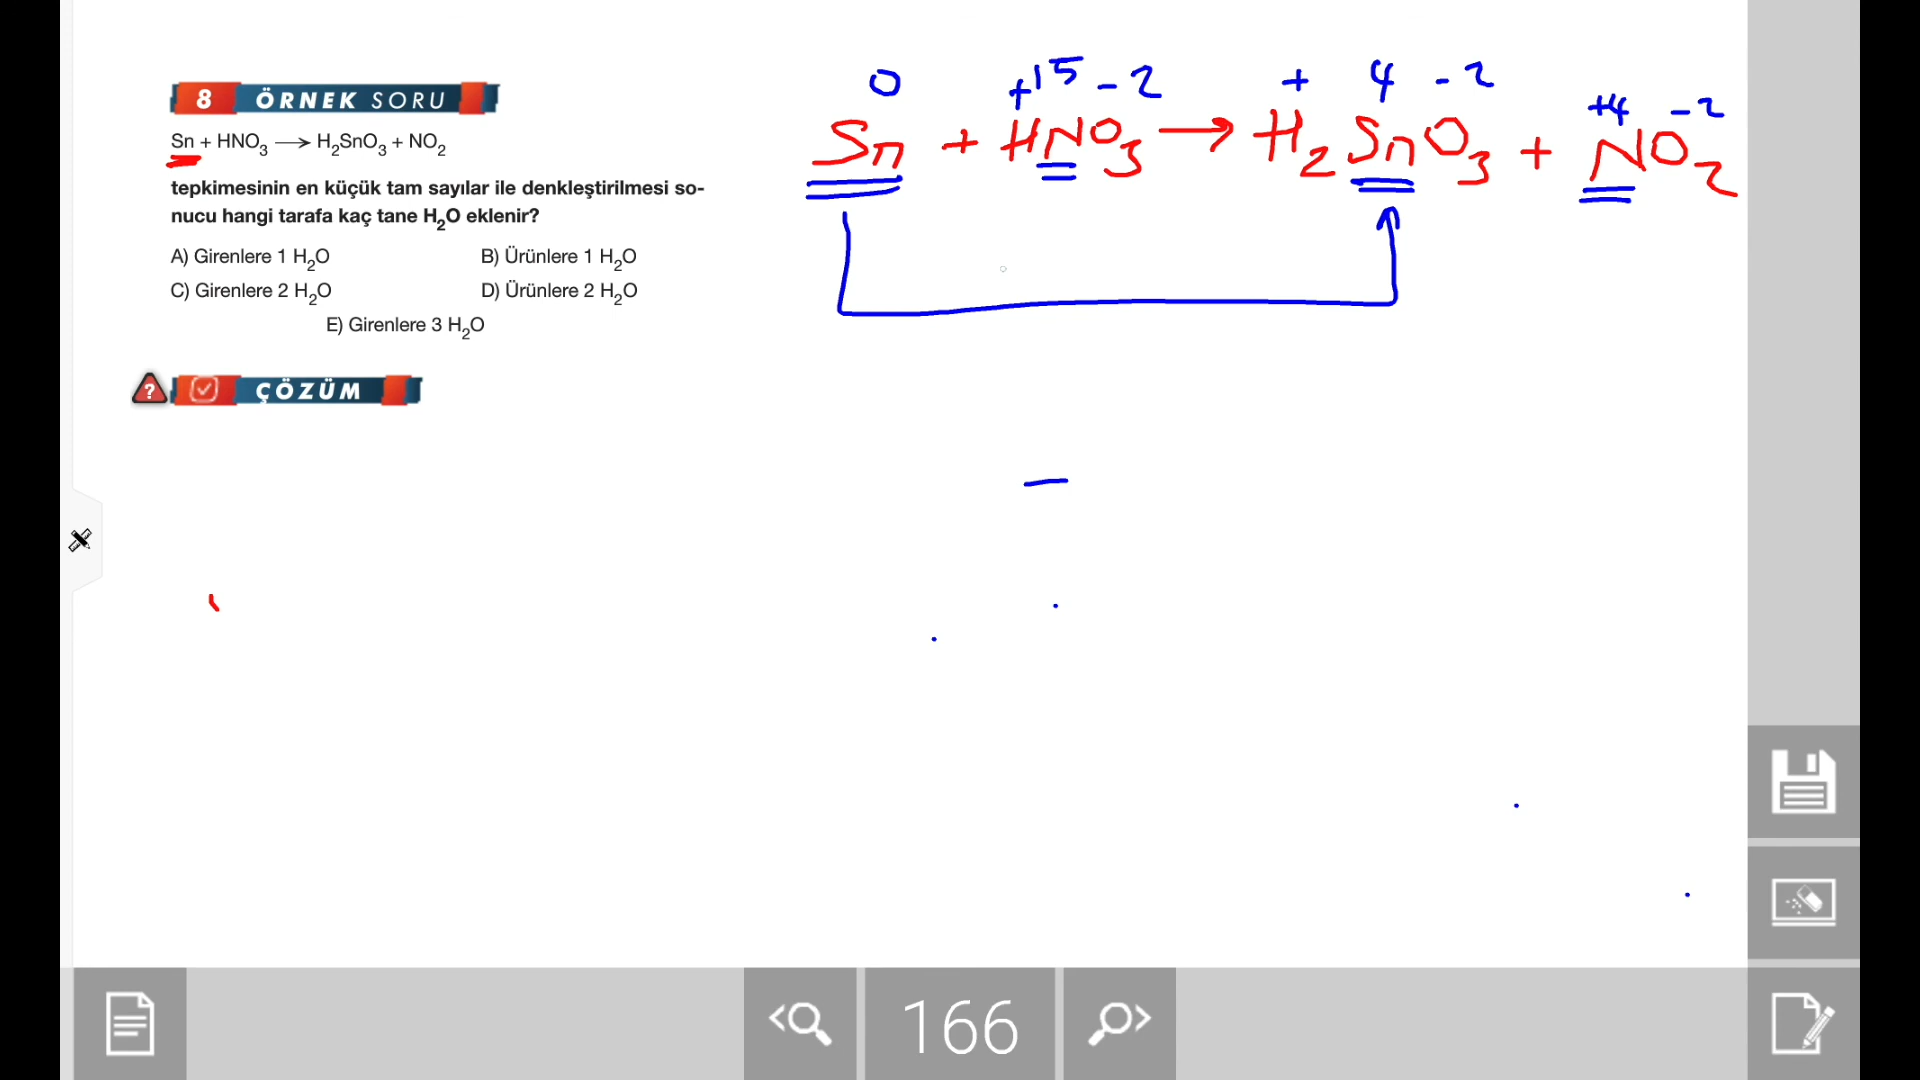 8 ÖRNEK SORU
Sn + HNO₃ ⟶ H₂SnO₃ + NO₂
tepkimesinin en küçük tam sayılar ile denkleştirilmesi so-
nucu hangi tarafa kaç tane H₂O eklenir?
A) Girenlere 1 H₂O B) Ürünlere 1 H₂O
C) Girenlere 2 H₂O D) Ürünlere 2 H₂O
E) Girenlere 3 H₂O
? ÇÖZÜM
0 +1 5 -2 + 4 -2 +4 -2
Sn + HNO₃ → H₂SnO₃ + NO₂
166